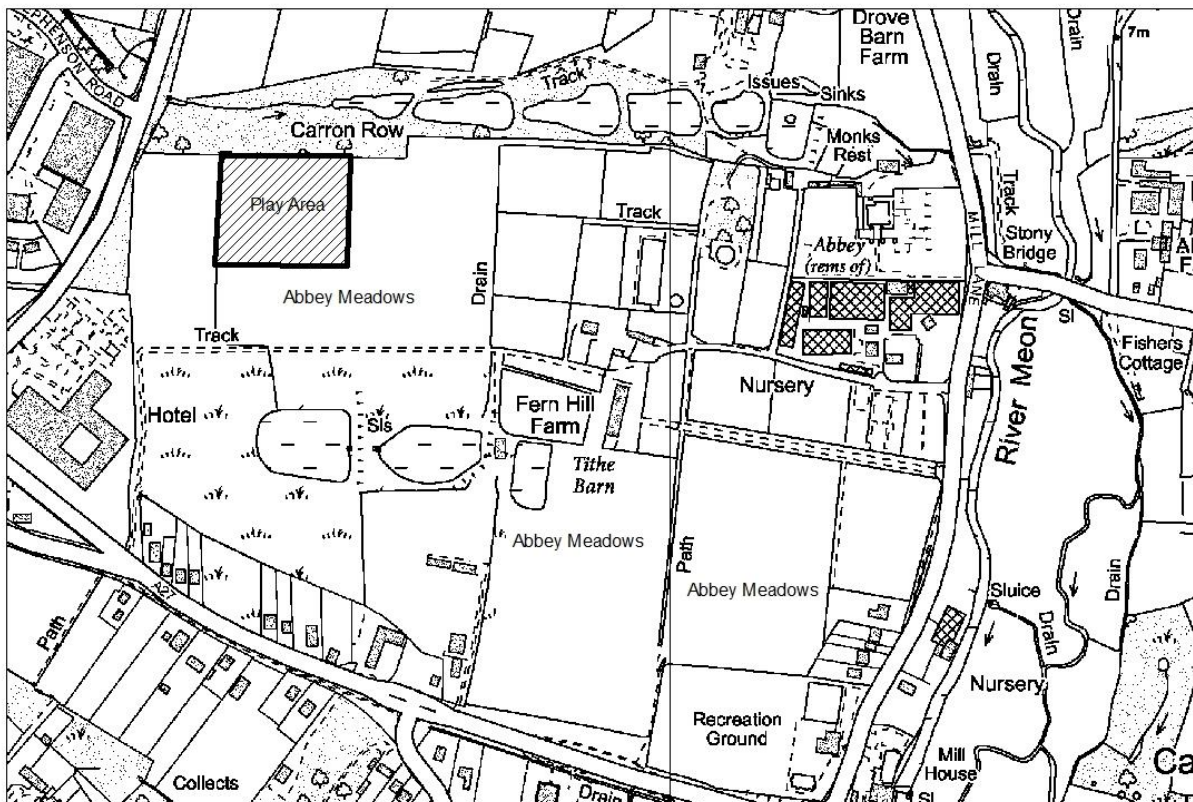 PHENSON ROAD
Drove
Barn
Farm
Drain
Drain
7m
Track
Issues
Sinks
Carron Row
Monks
Rest
Play Area
Track
Track
Stony
Bridge
Abbey
(rems of)
MILL LANE
Drain
Abbey Meadows
Sl
Fishers
Cottage
Track
River Meon
Nursery
Hotel
Sls
Fern Hill
Farm
Tithe
Barn
Abbey Meadows
Path
Abbey Meadows
Drain
A27
Path
Sluice
Drain
Nursery
Recreation
Ground
Mill
House
Collects
Drain
Sl
Ca